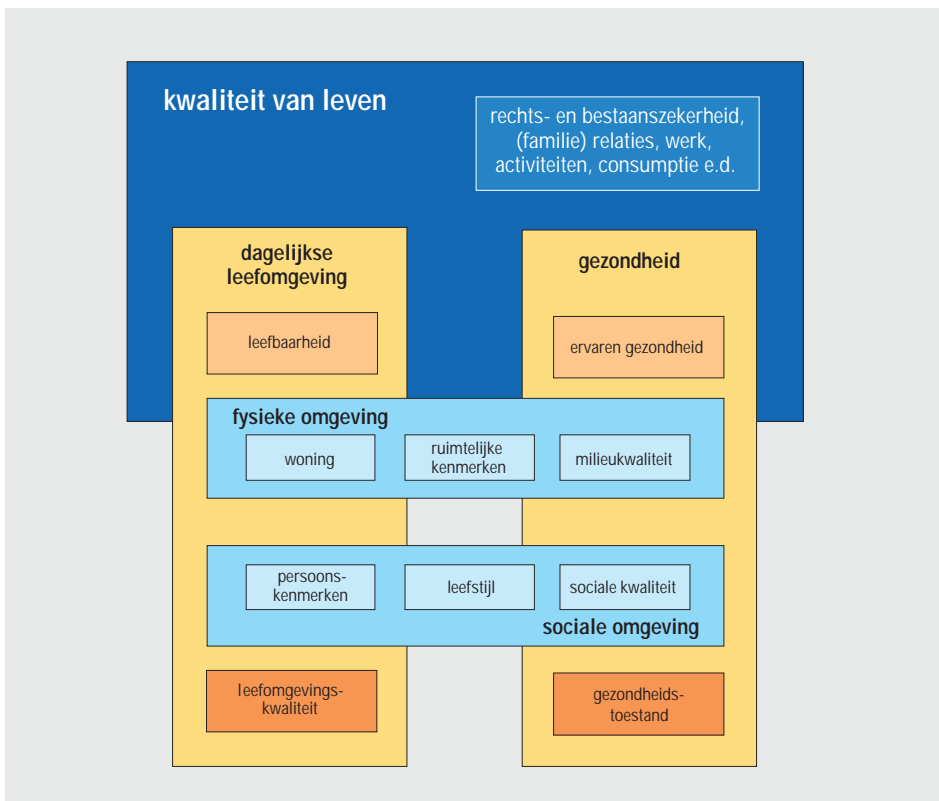 kwaliteit van leven
rechts- en bestaanszekerheid,
(familie) relaties, werk,
activiteiten, consumptie e.d.
dagelijkse
leefomgeving
gezondheid
leefbaarheid
ervaren gezondheid
fysieke omgeving
woning
ruimtelijke
kenmerken
milieukwaliteit
persoons-
kenmerken
leefstijl
sociale kwaliteit
sociale omgeving
leefomgevings-
kwaliteit
gezondheids-
toestand